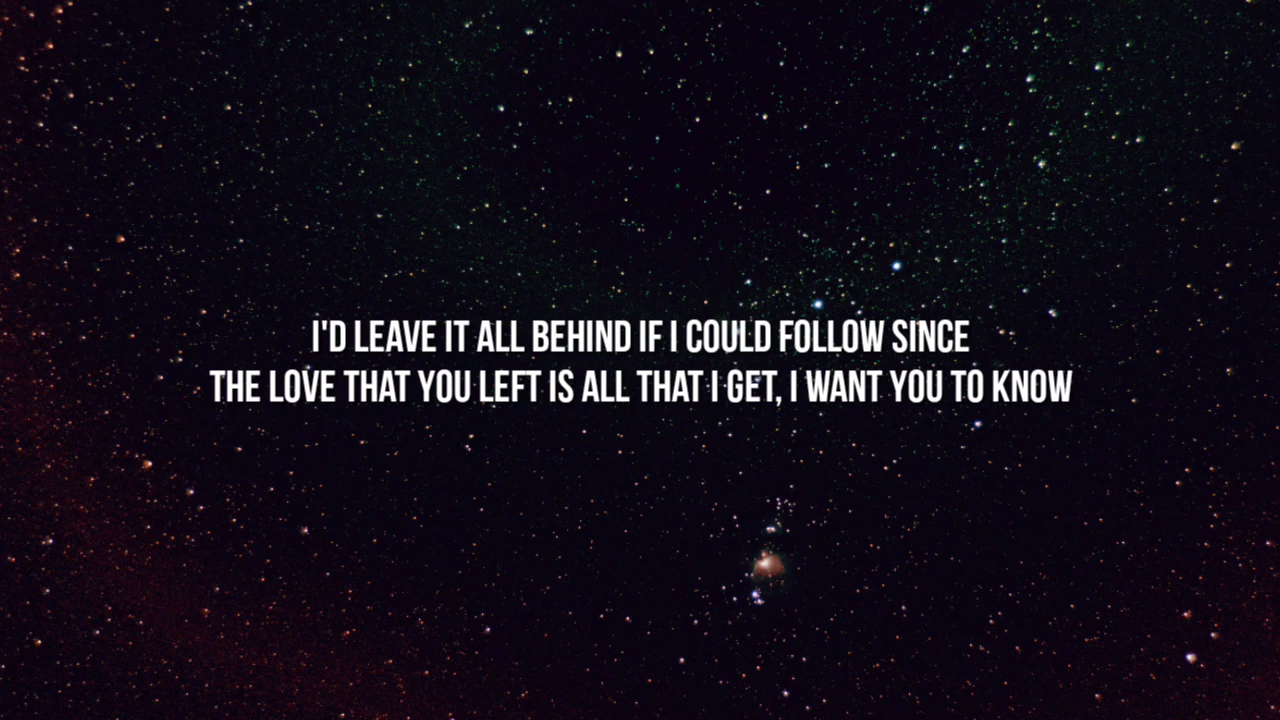 I'D LEAVE IT ALL BEHIND IF I COULD FOLLOW SINCE
THE LOVE THAT YOU LEFT IS ALL THAT I GET, I WANT YOU TO KNOW